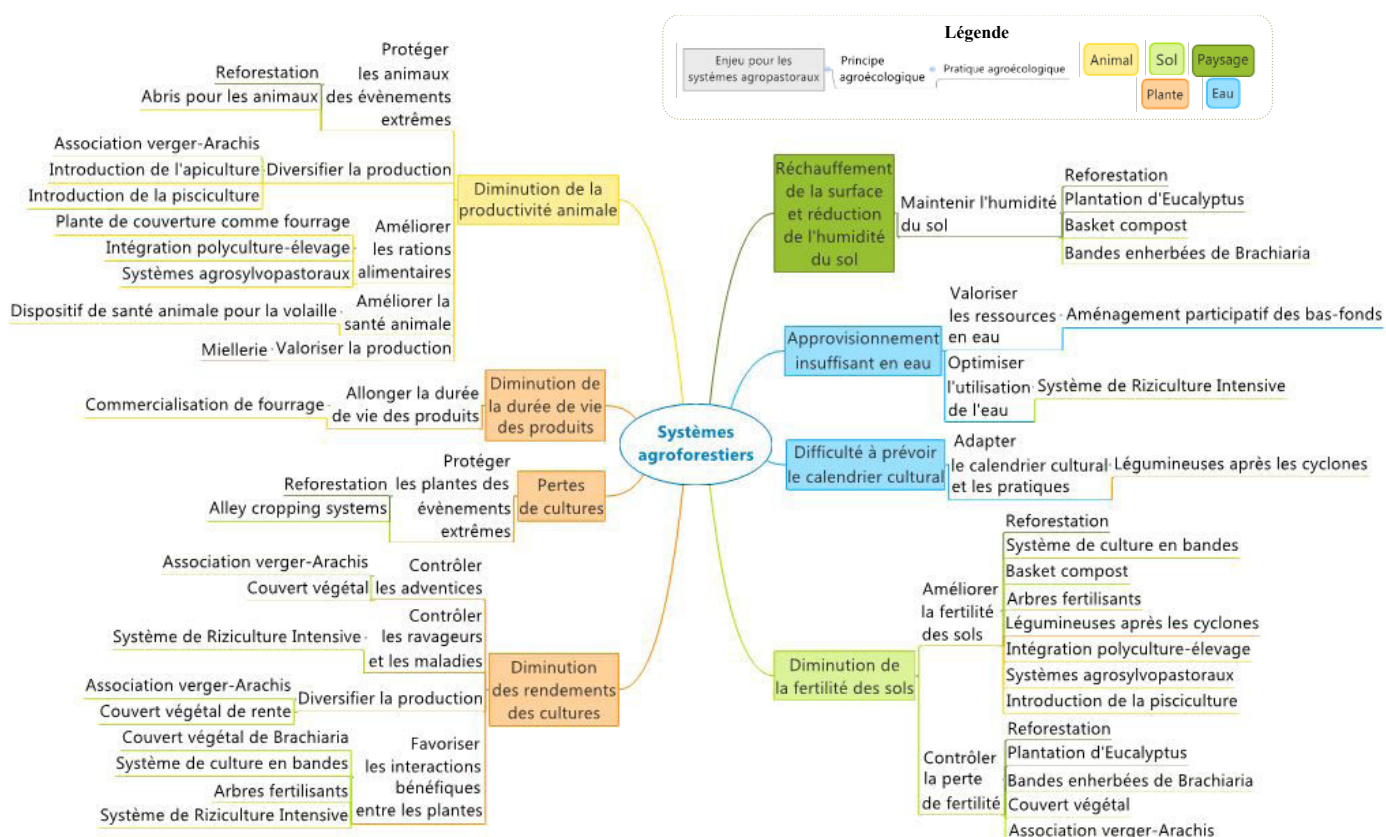 Légende
Enjeu pour les
systèmes agropastoraux
Principe
agroécologique
Pratique agroécologique
Animal
Sol
Paysage
Plante
Eau
Systèmes
agroforestiers
Diminution de la
productivité animale
Protéger
les animaux
des évènements
extrêmes
Reforestation
Abris pour les animaux
Diversifier la production
Association verger-Arachis
Introduction de l'apiculture
Introduction de la pisciculture
Améliorer
les rations
alimentaires
Plante de couverture comme fourrage
Intégration polyculture-élevage
Systèmes agrosylvopastoraux
Améliorer la
santé animale
Dispositif de santé animale pour la volaille
Valoriser la production
Miellerie
Diminution de
la durée de vie
des produits
Allonger la durée
de vie des produits
Commercialisation de fourrage
Pertes
de cultures
Protéger
les plantes des
évènements
extrêmes
Reforestation
Alley cropping systems
Diminution
des rendements
des cultures
Contrôler
les adventices
Association verger-Arachis
Couvert végétal
Contrôler
les ravageurs
et les maladies
Système de Riziculture Intensive
Diversifier la production
Association verger-Arachis
Couvert végétal de rente
Favoriser
les interactions
bénéfiques
entre les plantes
Couvert végétal de Brachiaria
Système de culture en bandes
Arbres fertilisants
Système de Riziculture Intensive
Réchauffement
de la surface
et réduction
de l'humidité
du sol
Maintenir l'humidité
du sol
Reforestation
Plantation d'Eucalyptus
Basket compost
Bandes enherbées de Brachiaria
Approvisionnement
insuffisant en eau
Valoriser
les ressources
en eau
Aménagement participatif des bas-fonds
Optimiser
l'utilisation
de l'eau
Système de Riziculture Intensive
Difficulté à prévoir
le calendrier cultural
Adapter
le calendrier cultural
et les pratiques
Légumineuses après les cyclones
Diminution de
la fertilité des sols
Améliorer
la fertilité
des sols
Reforestation
Système de culture en bandes
Basket compost
Arbres fertilisants
Légumineuses après les cyclones
Intégration polyculture-élevage
Systèmes agrosylvopastoraux
Introduction de la pisciculture
Contrôler
la perte
de fertilité
Reforestation
Plantation d'Eucalyptus
Bandes enherbées de Brachiaria
Couvert végétal
Association verger-Arachis